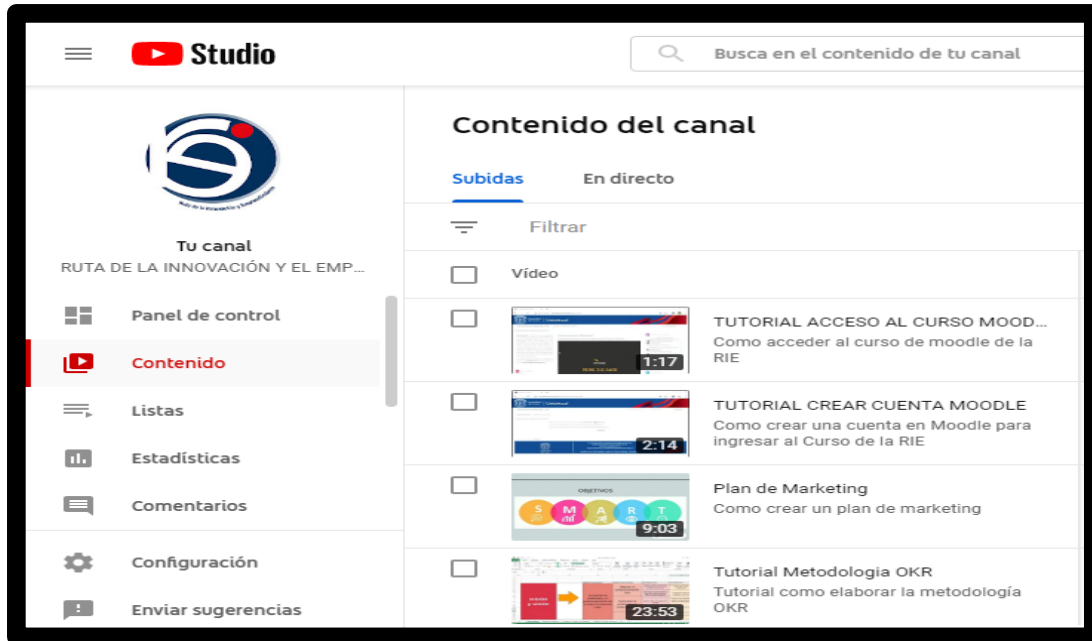 Studio
Busca en el contenido de tu canal
Tu canal
RUTA DE LA INNOVACIÓN Y EL EMP...
Panel de control
Contenido
Listas
Estadísticas
Comentarios
Configuración
Enviar sugerencias
Contenido del canal
Subidas
En directo
Filtrar
Vídeo
1:17
TUTORIAL ACCESO AL CURSO MOOD...
Como acceder al curso de moodle de la
RIE
2:14
TUTORIAL CREAR CUENTA MOODLE
Como crear una cuenta en Moodle para
ingresar al Curso de la RIE
OBJETIVOS
S M A R T
9:03
Plan de Marketing
Como crear un plan de marketing
23:53
Tutorial Metodologia OKR
Tutorial como elaborar la metodología
OKR